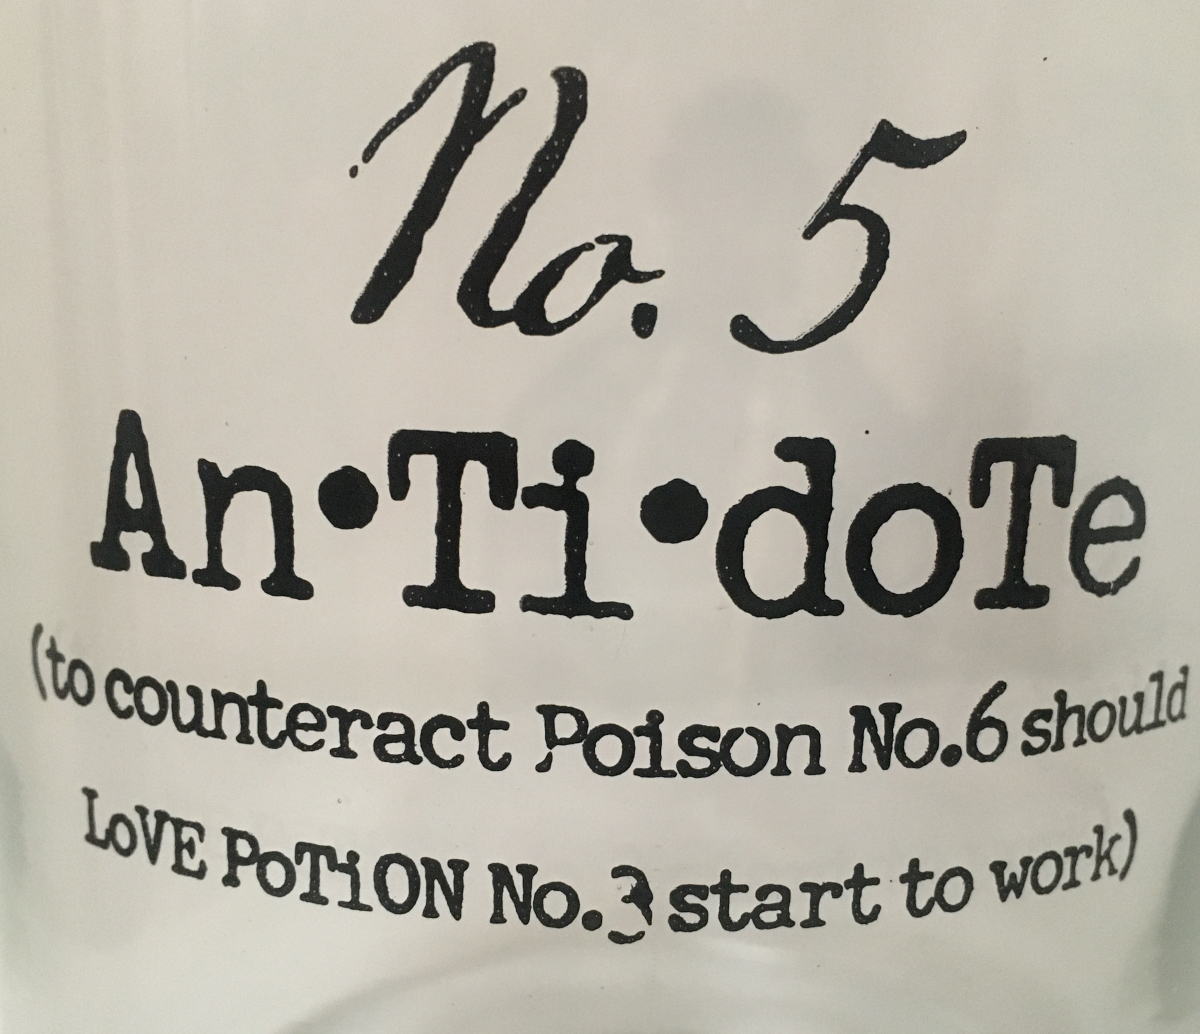 No. 5
An•Ti•doTe
(to counteract Poison No.6 should
LoVE PoTiON No.3 start to work)